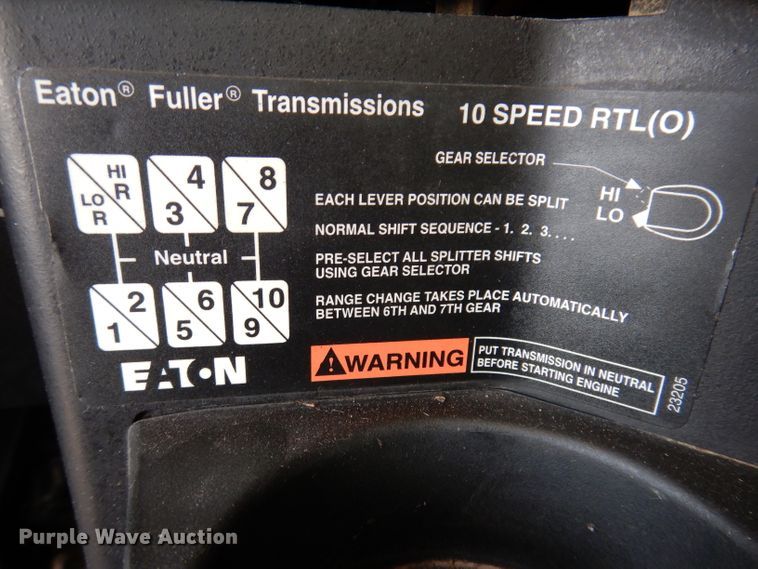 Eaton® Fuller® Transmissions 10 SPEED RTL(O)
GEAR SELECTOR
HI
LO
HI
R
LO
R
4
3
8
7
Neutral
2
1
6
5
10
9
EACH LEVER POSITION CAN BE SPLIT
NORMAL SHIFT SEQUENCE - 1. 2. 3. . . .
PRE-SELECT ALL SPLITTER SHIFTS
USING GEAR SELECTOR
RANGE CHANGE TAKES PLACE AUTOMATICALLY
BETWEEN 6TH AND 7TH GEAR
EATON
WARNING
PUT TRANSMISSION IN NEUTRAL
BEFORE STARTING ENGINE
23205
Purple Wave Auction